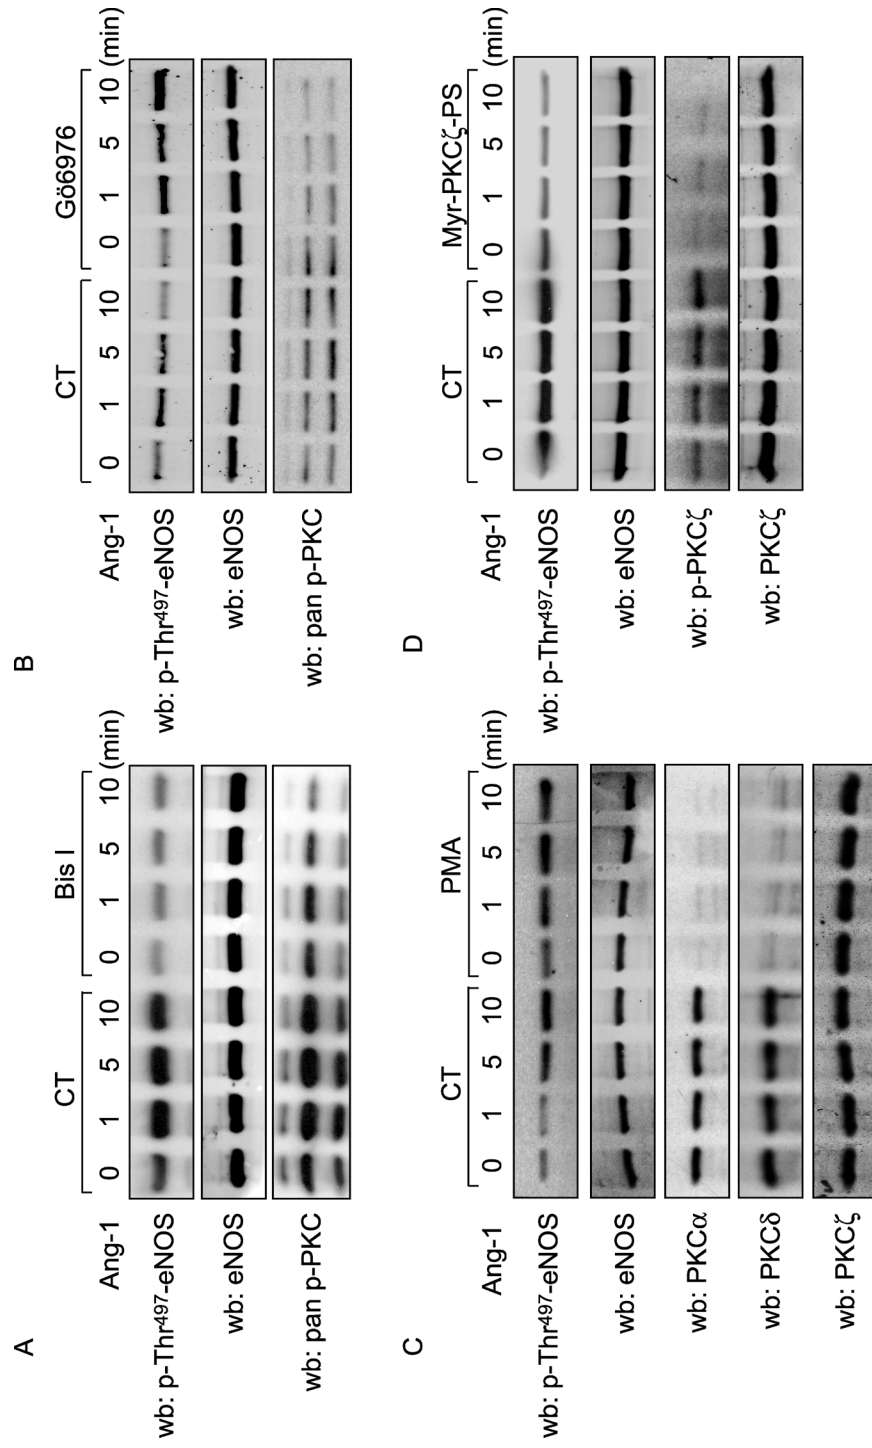 A
CT Bis I
Ang-1 0 1 5 10 0 1 5 10 (min)
wb: p-Thr497-eNOS
wb: eNOS
wb: pan p-PKC
B
CT Gö6976
Ang-1 0 1 5 10 0 1 5 10 (min)
wb: p-Thr497-eNOS
wb: eNOS
wb: pan p-PKC
C
CT PMA
Ang-1 0 1 5 10 0 1 5 10
wb: p-Thr497-eNOS
wb: eNOS
wb: PKCα
wb: PKCδ
wb: PKCζ
D
CT Myr-PKCζ-PS
Ang-1 0 1 5 10 0 1 5 10 (min)
wb: p-Thr497-eNOS
wb: eNOS
wb: p-PKCζ
wb: PKCζ